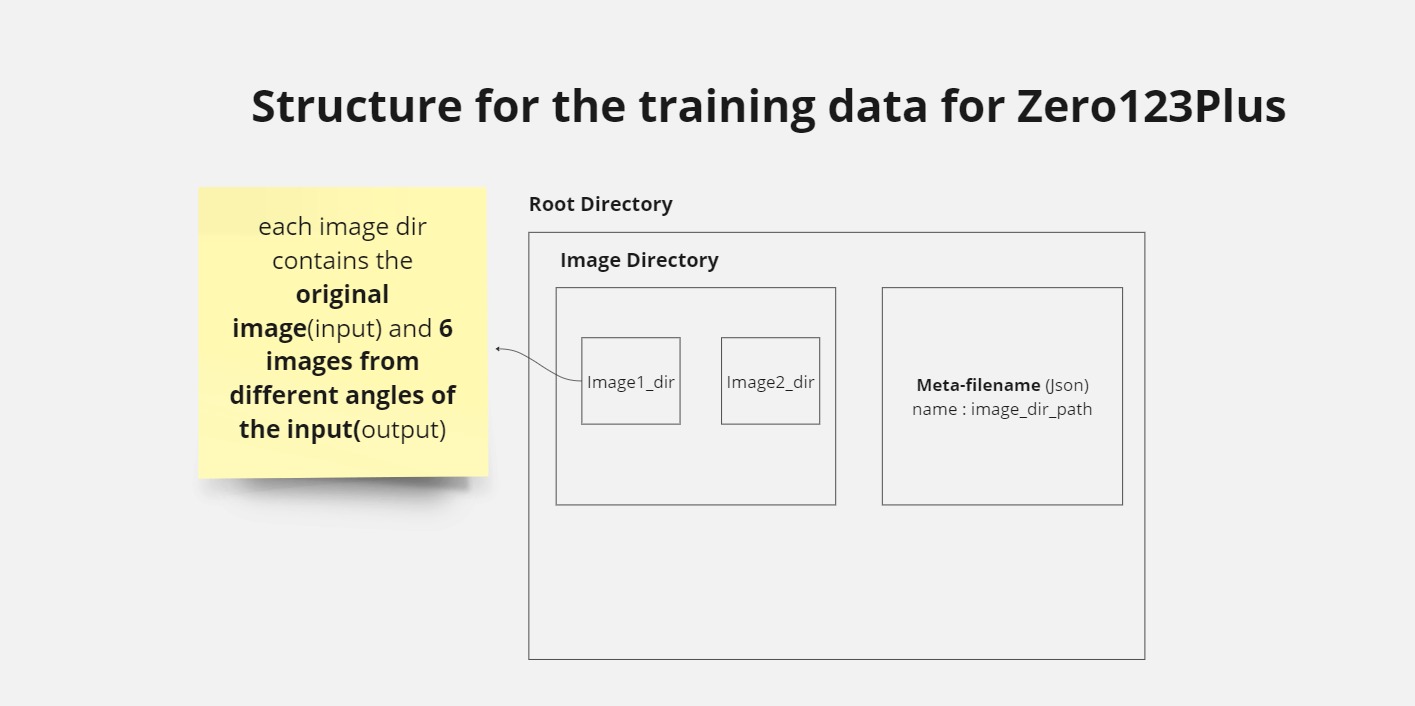 Structure for the training data for Zero123Plus
each image dir
contains the
original
image(input) and 6
images from
different angles of
the input(output)
Root Directory
Image Directory
Image1_dir
Image2_dir
Meta-filename (Json)
name : image_dir_path